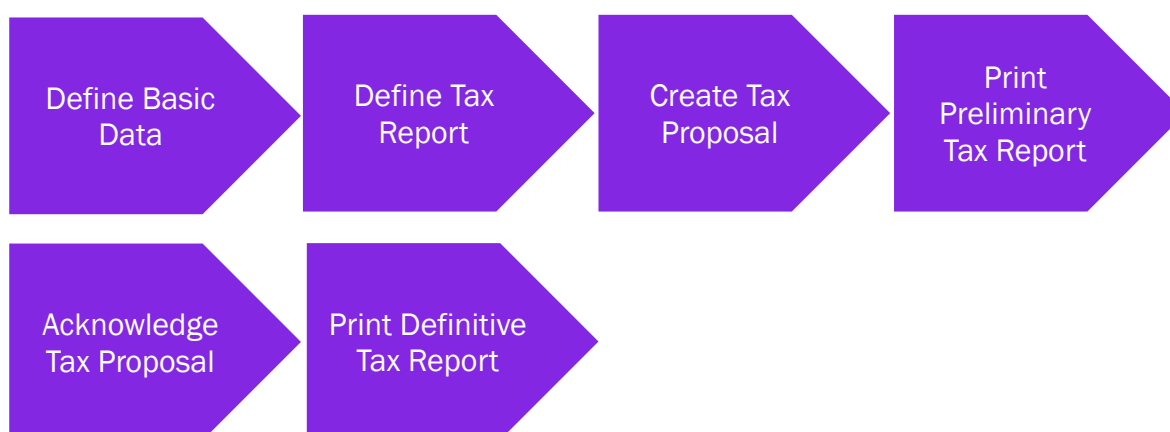 Define Basic
Data
Define Tax
Report
Create Tax
Proposal
Print
Preliminary
Tax Report
Acknowledge
Tax Proposal
Print Definitive
Tax Report